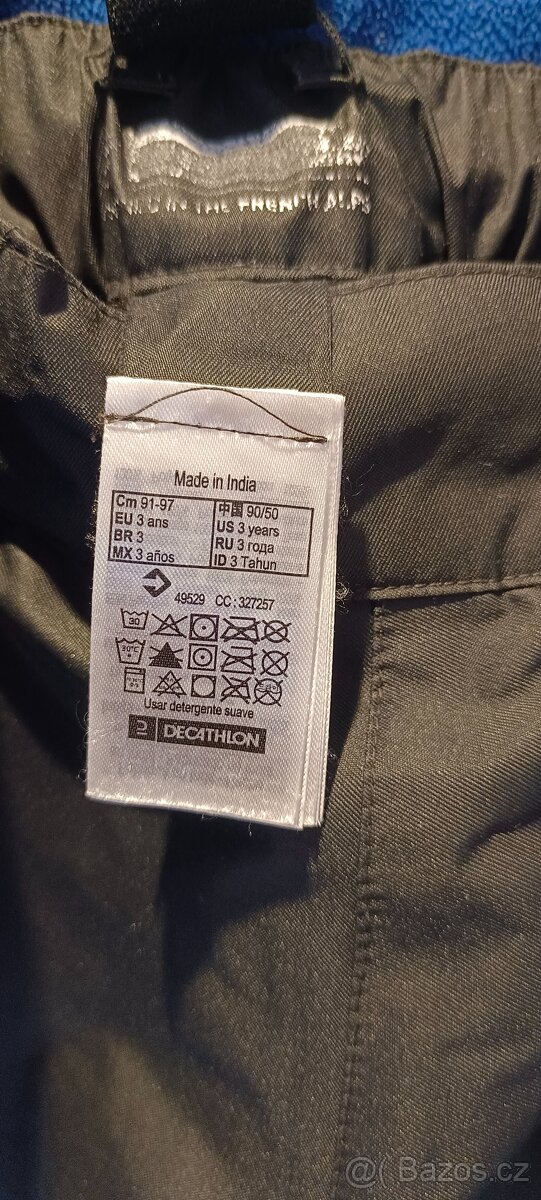 IN THE FRENCH ALPS
Made in India
Cm 91-97 中国 90/50
EU 3 ans US 3 years
BR 3 RU 3 года
MX 3 años ID 3 Tahun
49529 CC : 327257
30
30°C
Usar detergente suave
DECATHLON
@( Bazos.cz